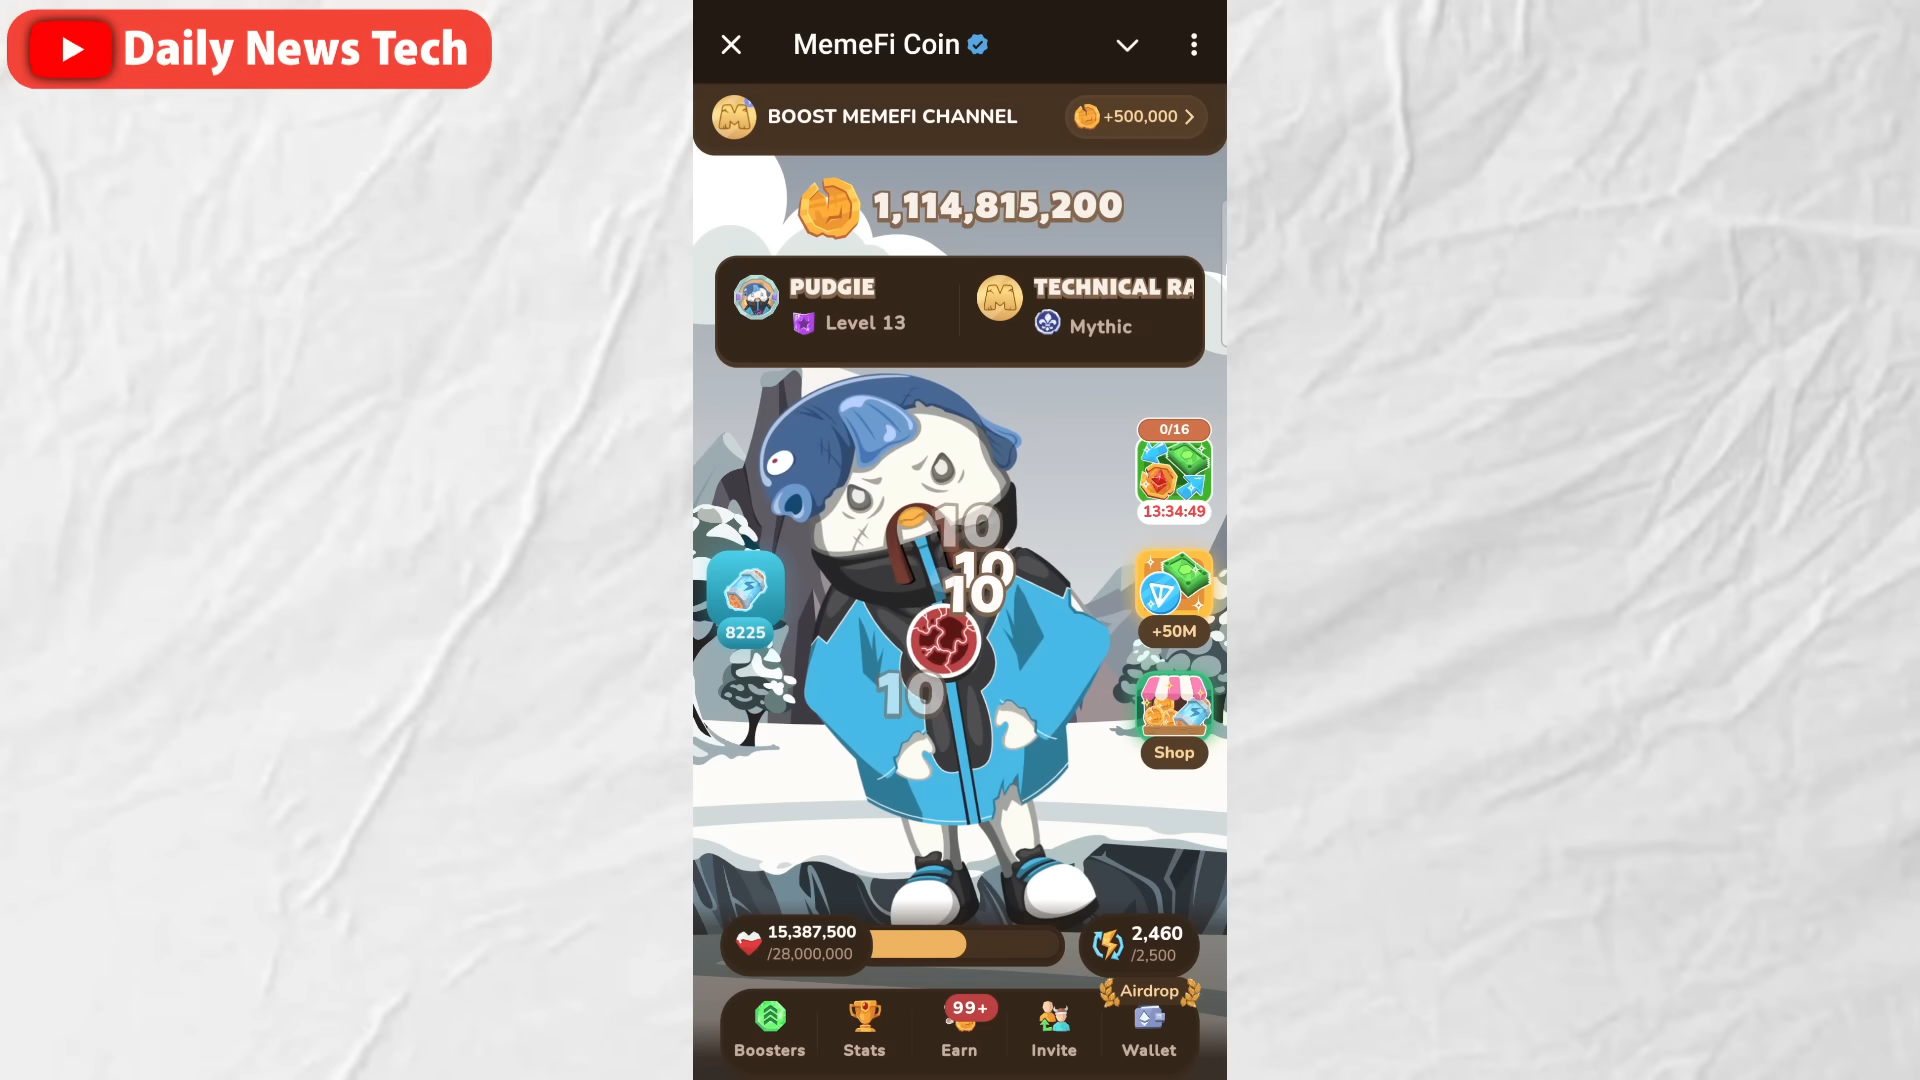 Daily News Tech
MemeFi Coin
BOOST MEMEFI CHANNEL
+500,000
1,114,815,200
PUDGIE
Level 13
TECHNICAL RA
Mythic
0/16
13:34:49
10
10
10
10
8225
+50M
Shop
15,387,500
/28,000,000
2,460
/2,500
Airdrop
99+
Boosters
Stats
Earn
Invite
Wallet